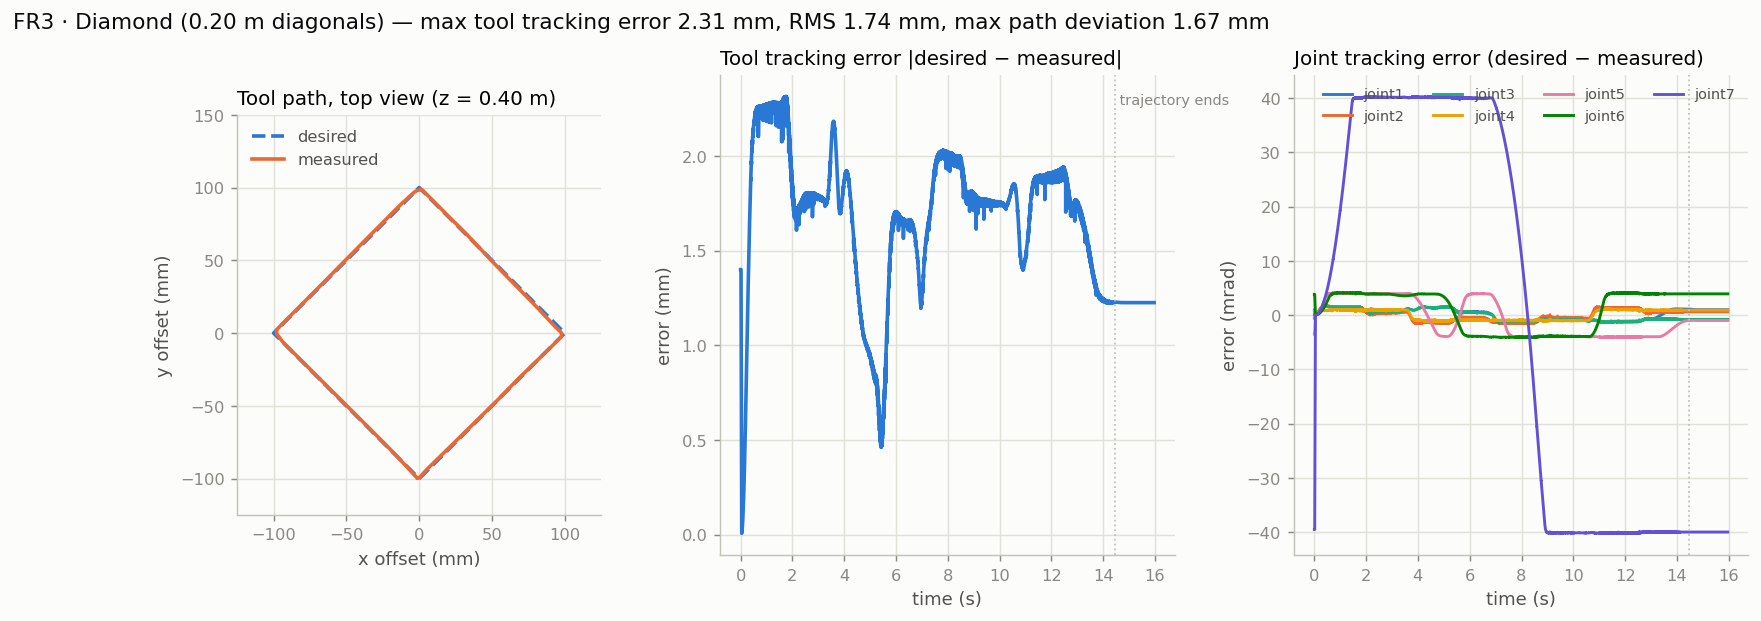 FR3 · Diamond (0.20 m diagonals) — max tool tracking error 2.31 mm, RMS 1.74 mm, max path deviation 1.67 mm
Tool path, top view (z = 0.40 m)
desired
measured
150
100
50
0
−50
−100
y offset (mm)
−100 −50 0 50 100
x offset (mm)
Tool tracking error |desired − measured|
trajectory ends
2.0
1.5
1.0
0.5
0.0
error (mm)
0 2 4 6 8 10 12 14 16
time (s)
Joint tracking error (desired − measured)
joint1 joint3 joint5 joint7
joint2 joint4 joint6
40
30
20
10
0
−10
−20
−30
−40
error (mrad)
0 2 4 6 8 10 12 14 16
time (s)